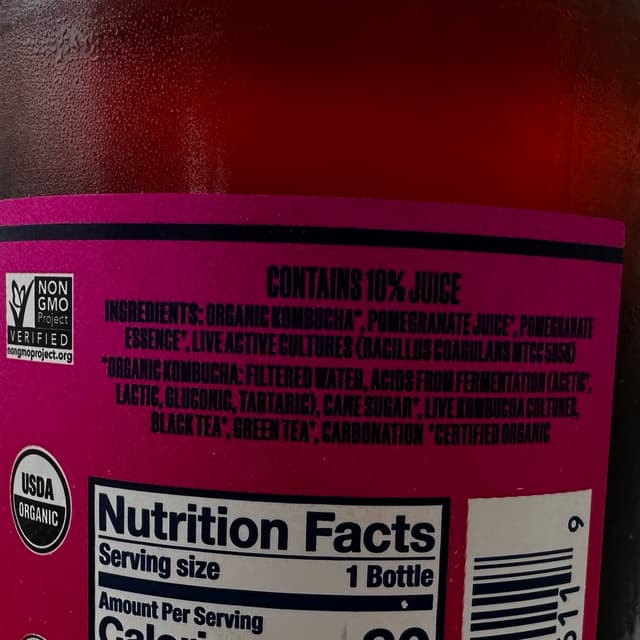 CONTAINS 10% JUICE
INGREDIENTS: ORGANIC KOMBUCHA*, POMEGRANATE JUICE*, POMEGRANATE
ESSENCE*, LIVE ACTIVE CULTURES (BACILLUS COAGULANS MTCC 5856)
*ORGANIC KOMBUCHA: FILTERED WATER, ACIDS FROM FERMENTATION (ACETIC*,
LACTIC, GLUCONIC, TARTARIC), CANE SUGAR*, LIVE KOMBUCHA CULTURES,
BLACK TEA*, GREEN TEA*, CARBONATION *CERTIFIED ORGANIC
NON
GMO
Project
VERIFIED
nongmoproject.org
USDA
ORGANIC
Nutrition Facts
Serving size 1 Bottle
Amount Per Serving
9